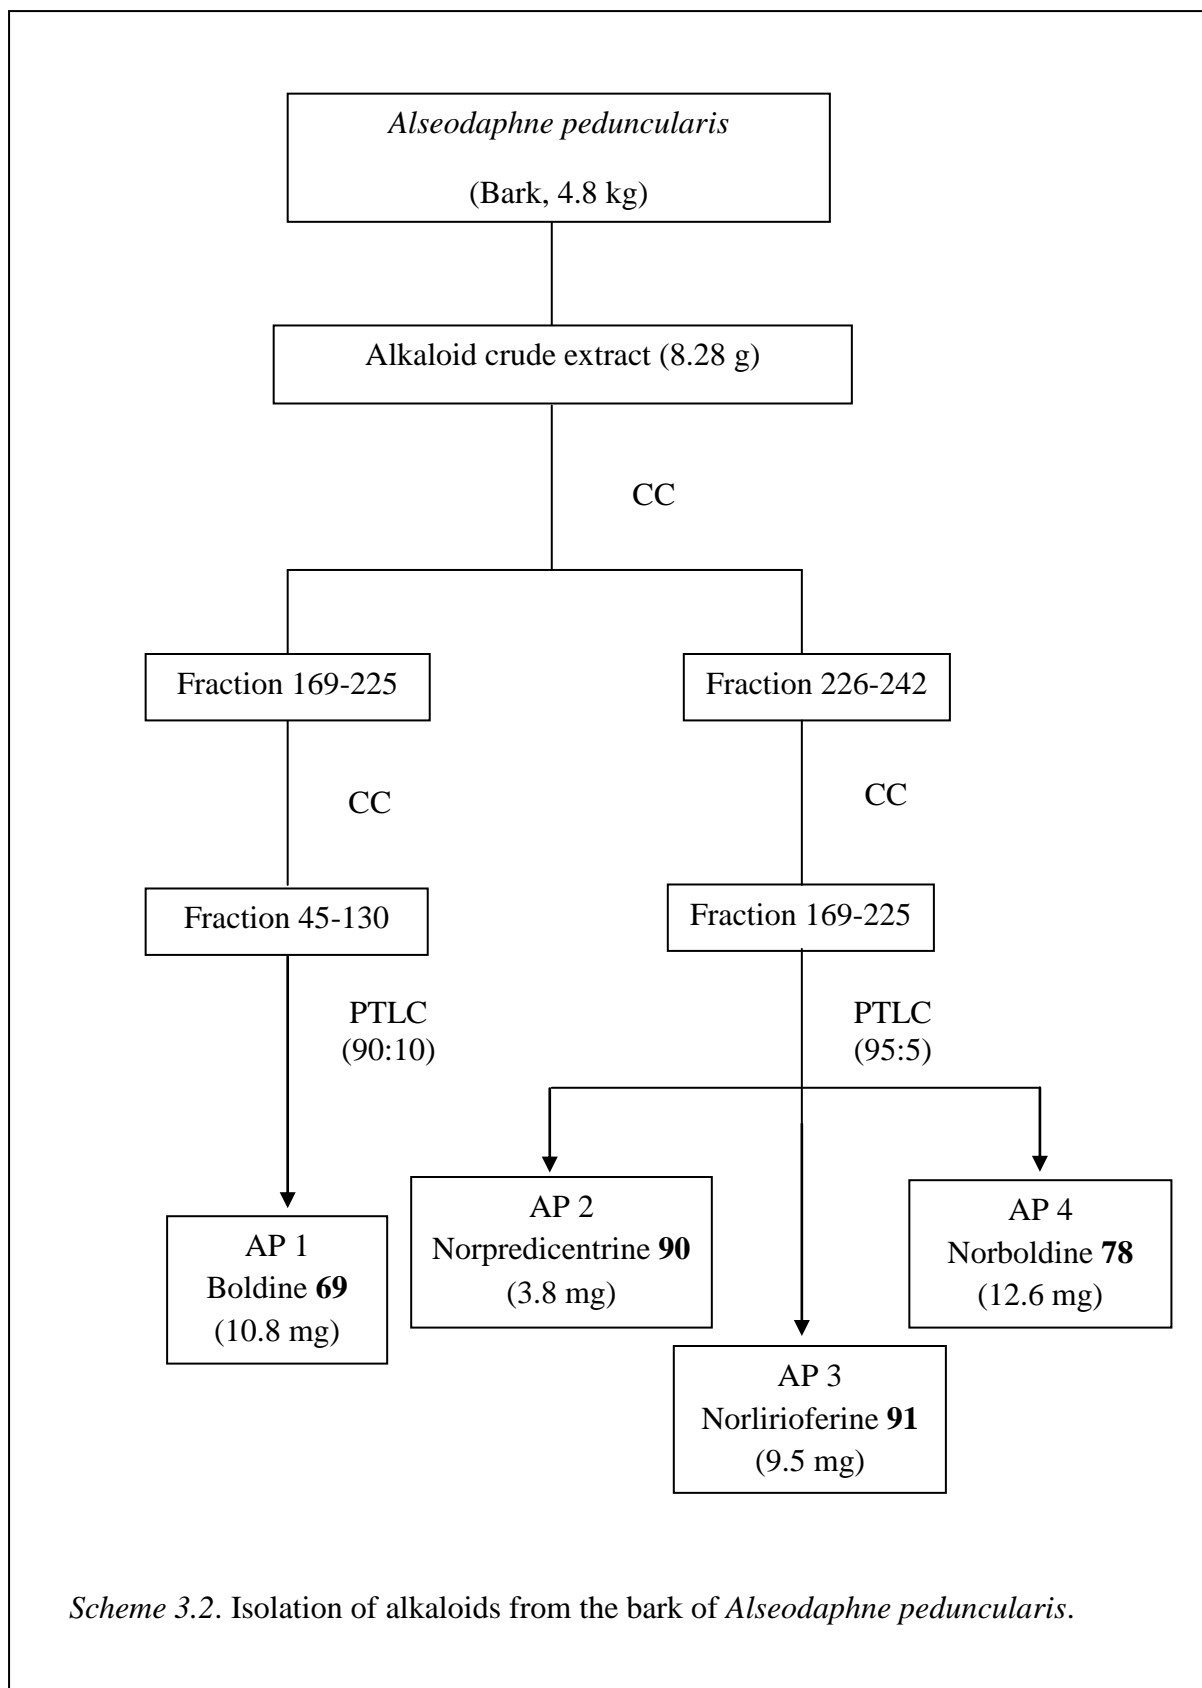 Alseodaphne peduncularis
(Bark, 4.8 kg)
Alkaloid crude extract (8.28 g)
CC
Fraction 169-225
Fraction 226-242
CC
CC
Fraction 45-130
Fraction 169-225
PTLC
(90:10)
PTLC
(95:5)
AP 1
Boldine 69
(10.8 mg)
AP 2
Norpredicentrine 90
(3.8 mg)
AP 3
Norlirioferine 91
(9.5 mg)
AP 4
Norboldine 78
(12.6 mg)
Scheme 3.2. Isolation of alkaloids from the bark of Alseodaphne peduncularis.